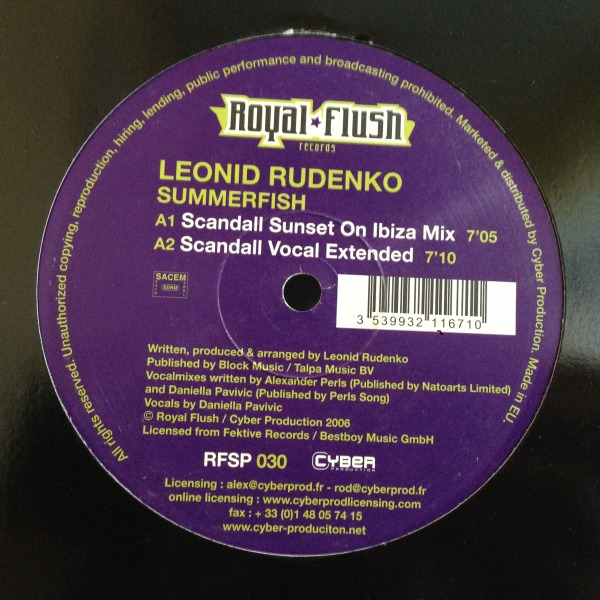 All rights reserved. Unauthorized copying, reproduction, hiring, lending, public performance and broadcasting prohibited. Marketed & distributed by Cyber Production. Made in EU.
Royal ★ Flush
records
LEONID RUDENKO
SUMMERFISH
A1 Scandall Sunset On Ibiza Mix 7'05
A2 Scandall Vocal Extended 7'10
SACEM
SDRM
3 539932 116710
Written, produced & arranged by Leonid Rudenko
Published by Block Music / Talpa Music BV
Vocalmixes written by Alexander Perls (Published by Natoarts Limited)
and Daniella Pavivic (Published by Perls Song)
Vocals by Daniella Pavivic
© Royal Flush / Cyber Production 2006
Licensed from Fektive Records / Bestboy Music GmbH
RFSP 030 CYBER
PRODUCTION
Licensing : alex@cyberprod.fr - rod@cyberprod.fr
online licensing : www.cyberprodlicensing.com
fax : + 33 (0)1 48 05 74 15
www.cyber-produciton.net